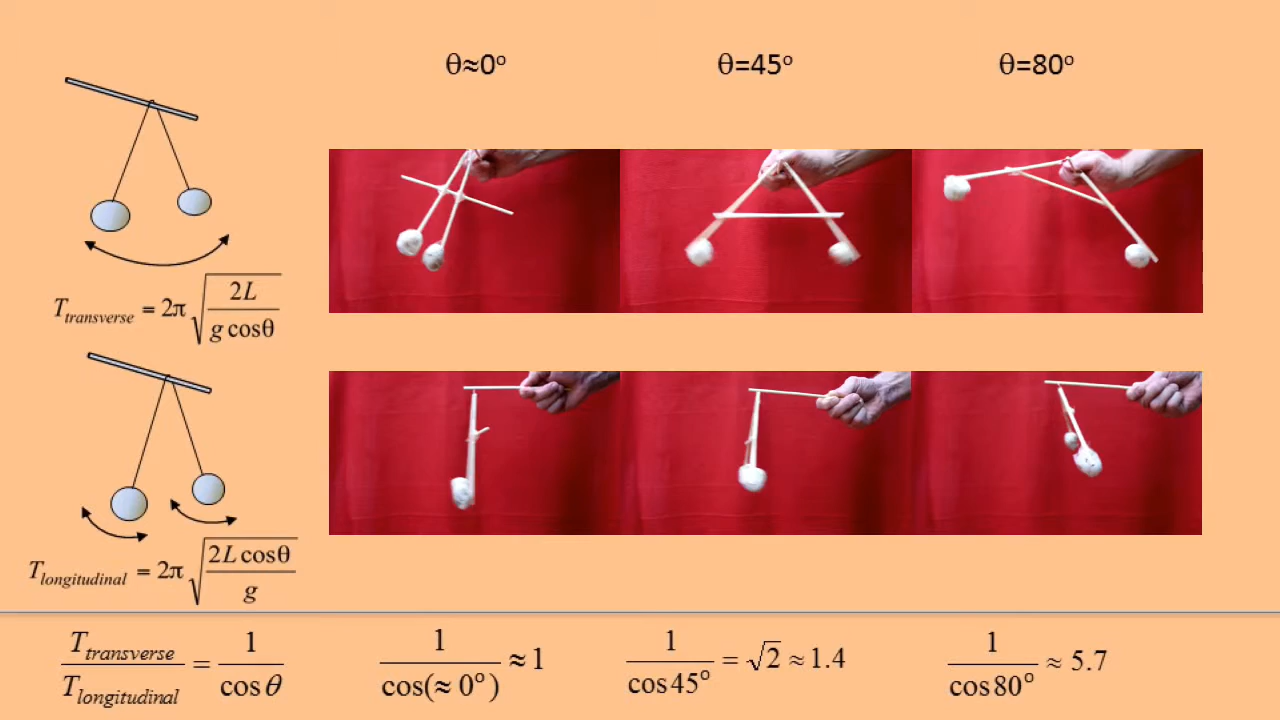 θ≈0° θ=45° θ=80°
T_transverse = 2π√(2L / g cosθ)
T_longitudinal = 2π√(2L cosθ / g)
T_transverse / T_longitudinal = 1 / cos θ
1 / cos(≈ 0°) ≈ 1
1 / cos 45° = √2 ≈ 1.4
1 / cos 80° ≈ 5.7